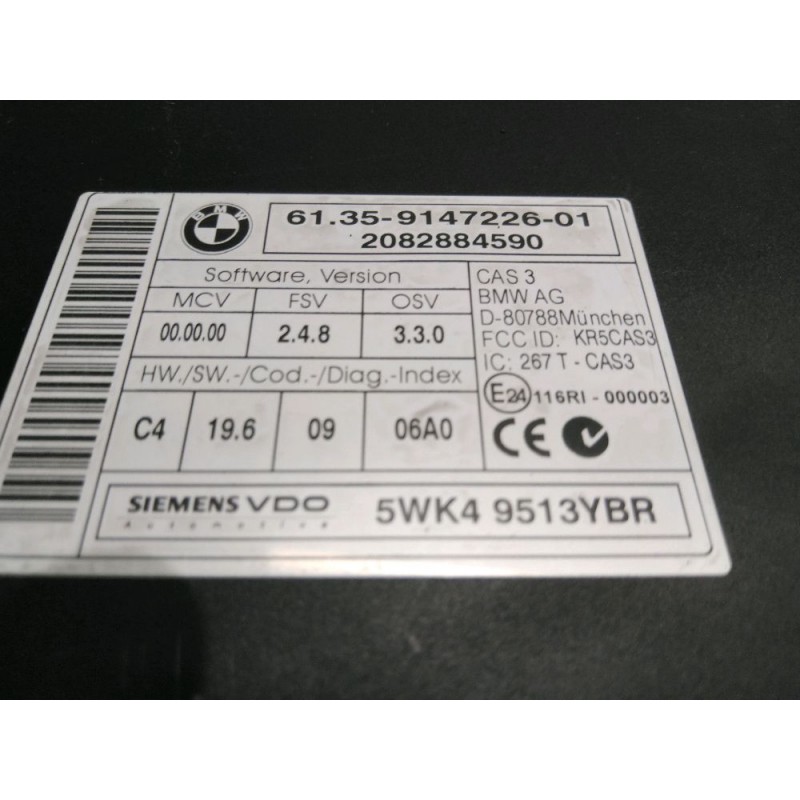 BMW
61.35-9147226-01
2082884590
Software, Version
MCV FSV OSV
00.00.00 2.4.8 3.3.0
HW./SW.-/Cod.-/Diag.-Index
C4 19.6 09 06A0
CAS 3
BMW AG
D-80788München
FCC ID: KR5CAS3
IC: 267 T - CAS3
E24 116RI - 000003
CE
SIEMENS VDO
Automotive
5WK4 9513YBR